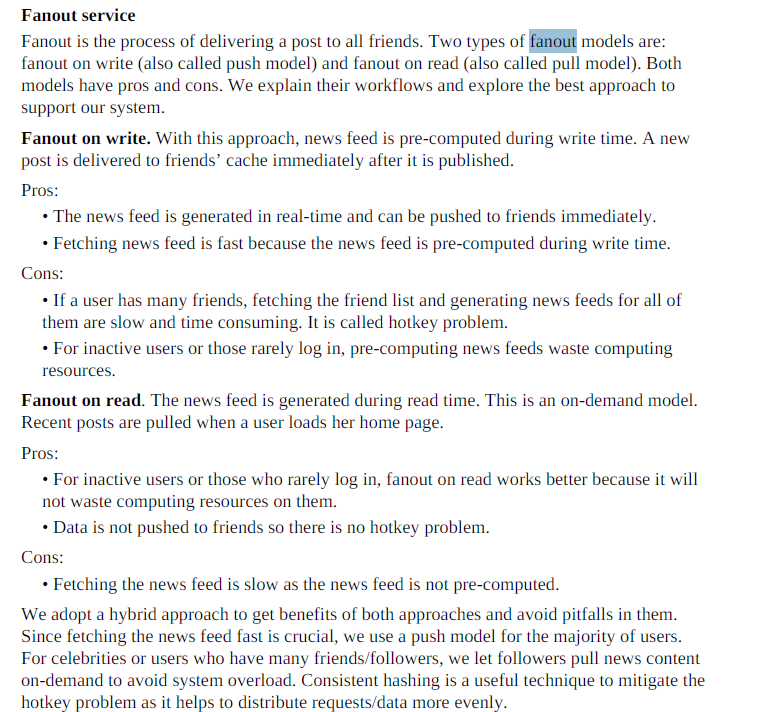 Fanout service
Fanout is the process of delivering a post to all friends. Two types of fanout models are:
fanout on write (also called push model) and fanout on read (also called pull model). Both
models have pros and cons. We explain their workflows and explore the best approach to
support our system.
Fanout on write. With this approach, news feed is pre-computed during write time. A new
post is delivered to friends’ cache immediately after it is published.
Pros:
• The news feed is generated in real-time and can be pushed to friends immediately.
• Fetching news feed is fast because the news feed is pre-computed during write time.
Cons:
• If a user has many friends, fetching the friend list and generating news feeds for all of
them are slow and time consuming. It is called hotkey problem.
• For inactive users or those rarely log in, pre-computing news feeds waste computing
resources.
Fanout on read. The news feed is generated during read time. This is an on-demand model.
Recent posts are pulled when a user loads her home page.
Pros:
• For inactive users or those who rarely log in, fanout on read works better because it will
not waste computing resources on them.
• Data is not pushed to friends so there is no hotkey problem.
Cons:
• Fetching the news feed is slow as the news feed is not pre-computed.
We adopt a hybrid approach to get benefits of both approaches and avoid pitfalls in them.
Since fetching the news feed fast is crucial, we use a push model for the majority of users.
For celebrities or users who have many friends/followers, we let followers pull news content
on-demand to avoid system overload. Consistent hashing is a useful technique to mitigate the
hotkey problem as it helps to distribute requests/data more evenly.